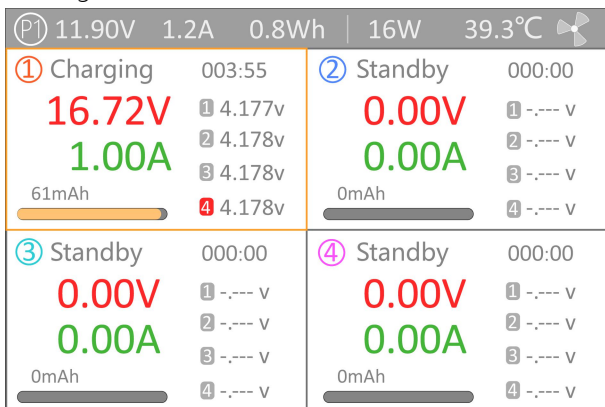 P1 11.90V 1.2A 0.8Wh 16W 39.3℃
1 Charging 003:55
16.72V
1.00A
61mAh
1 4.177v
2 4.178v
3 4.178v
4 4.178v
2 Standby 000:00
0.00V
0.00A
0mAh
1 -.--- v
2 -.--- v
3 -.--- v
4 -.--- v
3 Standby 000:00
0.00V
0.00A
0mAh
1 -.--- v
2 -.--- v
3 -.--- v
4 -.--- v
4 Standby 000:00
0.00V
0.00A
0mAh
1 -.--- v
2 -.--- v
3 -.--- v
4 -.--- v